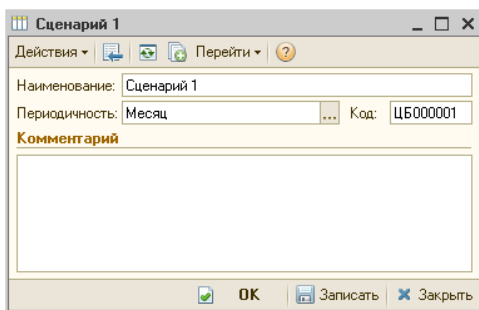 Сценарий 1
Действия Перейти ?
Наименование: Сценарий 1
Периодичность: Месяц ... Код: ЦБ000001
Комментарий
OK Записать Закрыть